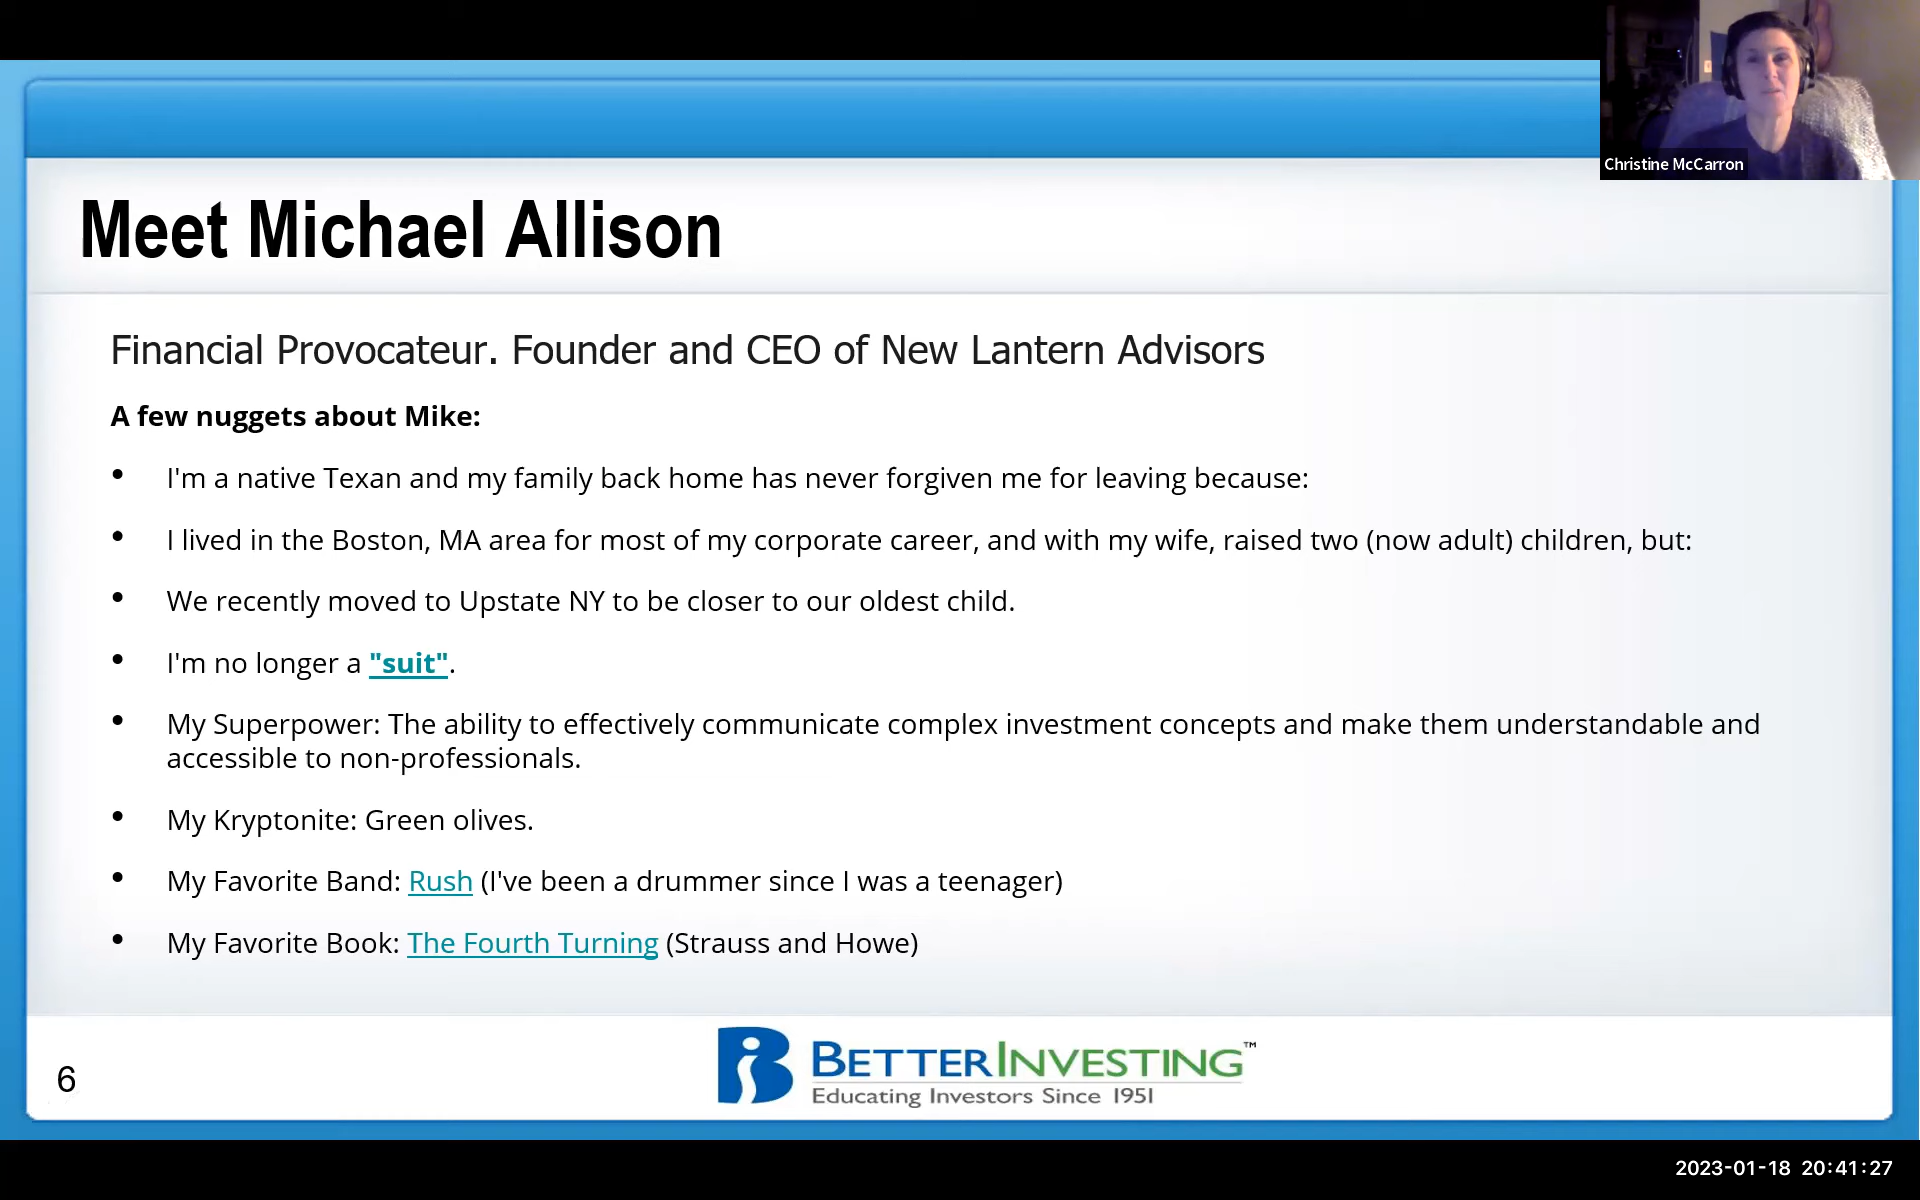 Christine McCarron
Meet Michael Allison
Financial Provocateur. Founder and CEO of New Lantern Advisors
A few nuggets about Mike:
• I'm a native Texan and my family back home has never forgiven me for leaving because:
• I lived in the Boston, MA area for most of my corporate career, and with my wife, raised two (now adult) children, but:
• We recently moved to Upstate NY to be closer to our oldest child.
• I'm no longer a "suit".
• My Superpower: The ability to effectively communicate complex investment concepts and make them understandable and
accessible to non-professionals.
• My Kryptonite: Green olives.
• My Favorite Band: Rush (I've been a drummer since I was a teenager)
• My Favorite Book: The Fourth Turning (Strauss and Howe)
6
BETTERINVESTING™
Educating Investors Since 1951
2023-01-18 20:41:27